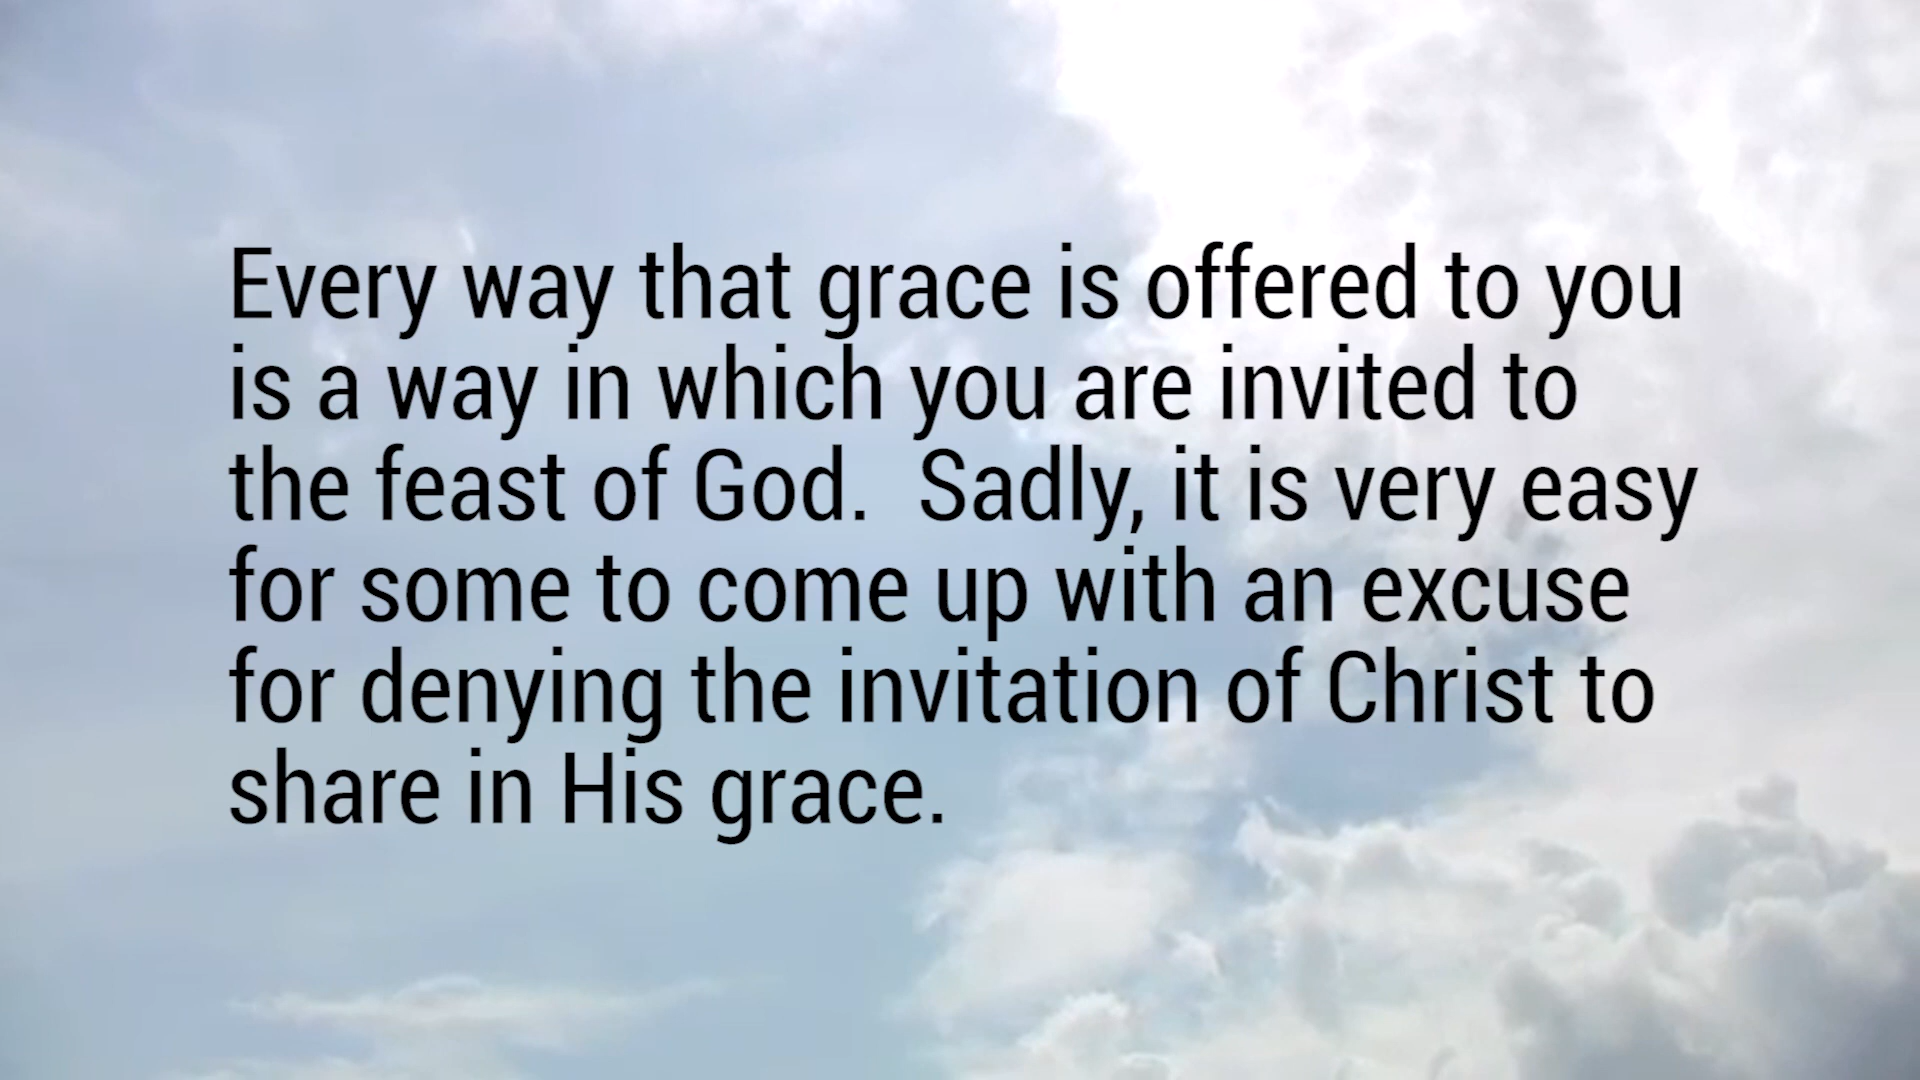 Every way that grace is offered to you
is a way in which you are invited to
the feast of God.  Sadly, it is very easy
for some to come up with an excuse
for denying the invitation of Christ to
share in His grace.